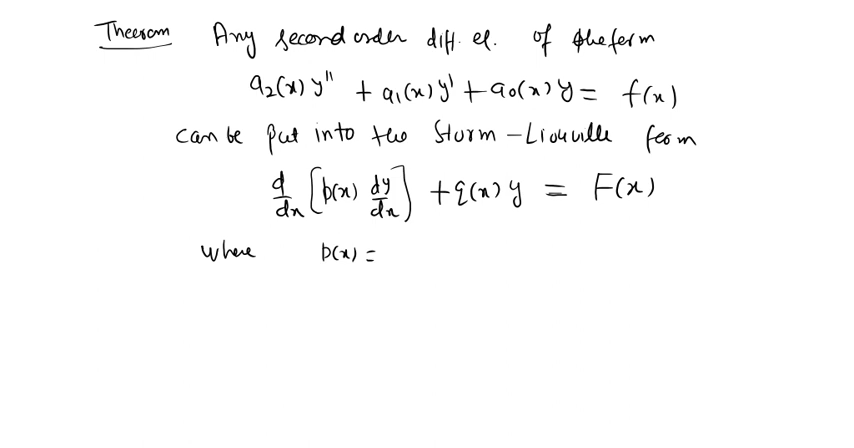 Theorem Any second order diff. eq. of the form
a₂(x) y'' + a₁(x) y' + a₀(x) y = f(x)
can be put into the Sturm-Liouville form
d/dx [p(x) dy/dx] + q(x) y = F(x)
where p(x) =